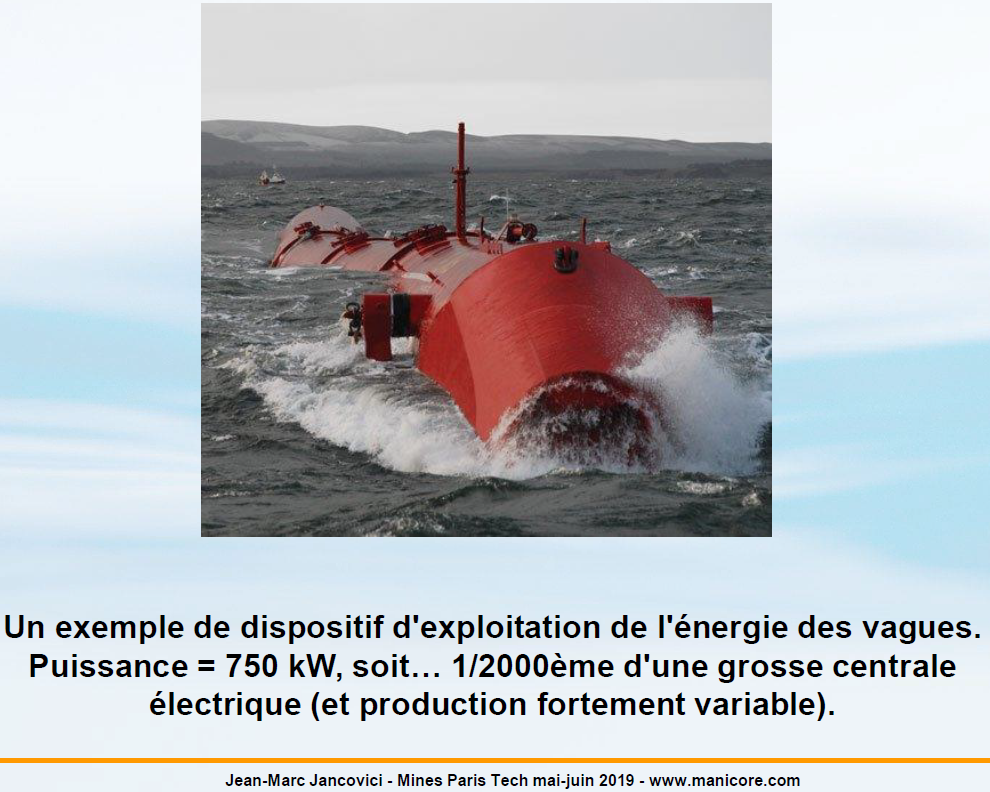 Un exemple de dispositif d'exploitation de l'énergie des vagues.
Puissance = 750 kW, soit… 1/2000ème d'une grosse centrale
électrique (et production fortement variable).
Jean-Marc Jancovici - Mines Paris Tech mai-juin 2019 - www.manicore.com